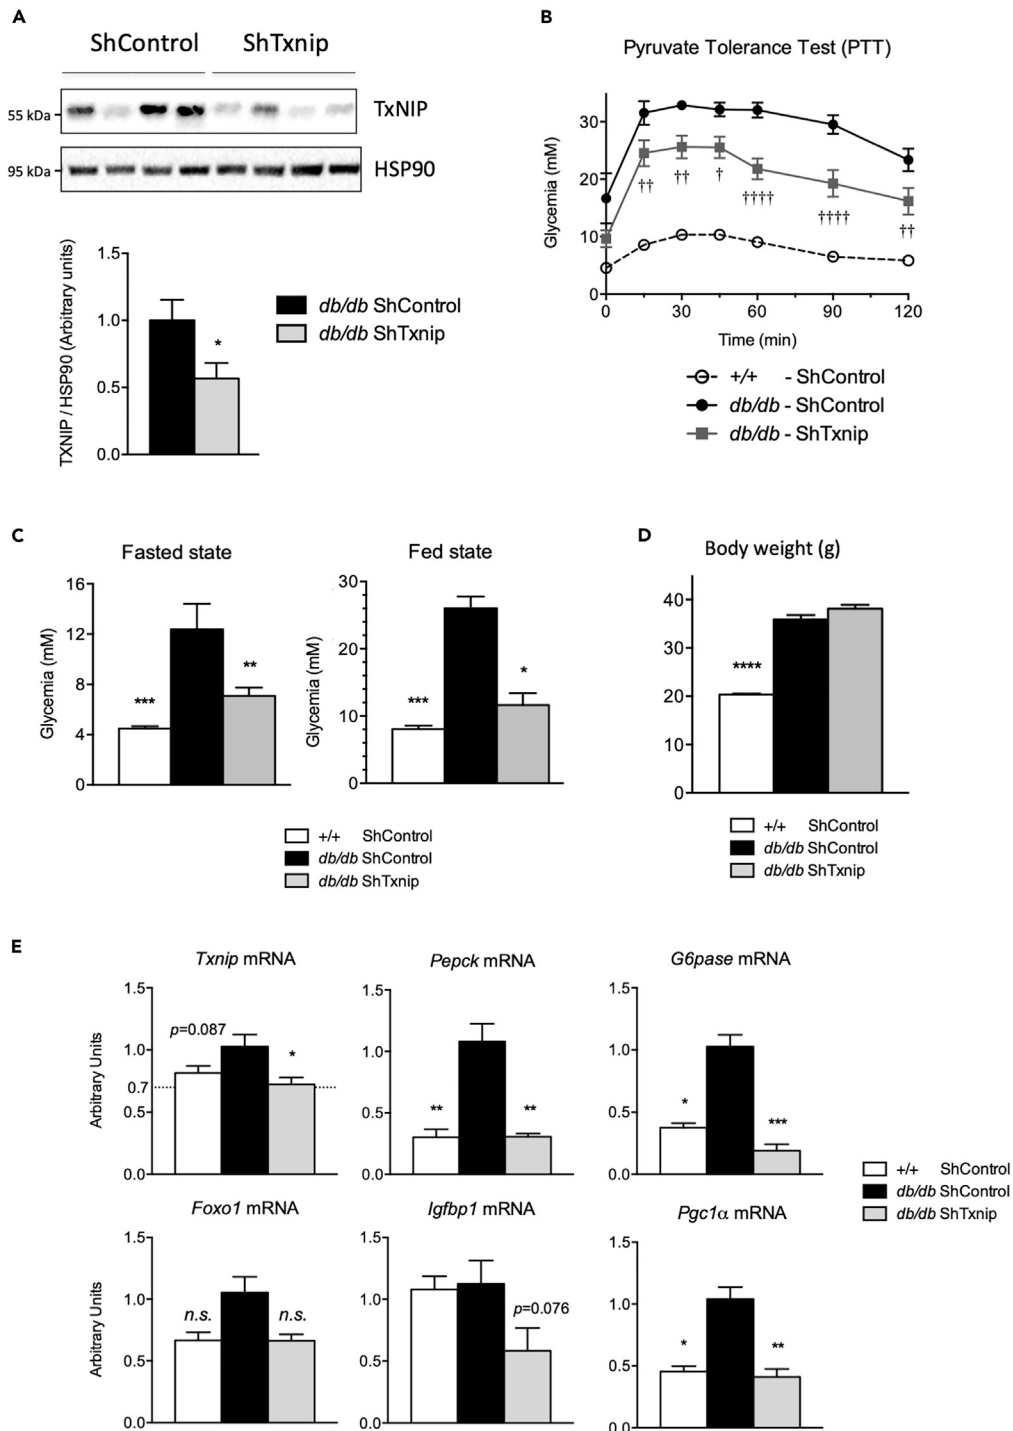 A
ShControl ShTxnip
55 kDa
TxNIP
95 kDa
HSP90
TXNIP / HSP90 (Arbitrary units)
1.5
1.0
0.5
0.0
*
db/db ShControl
db/db ShTxnip
B
Pyruvate Tolerance Test (PTT)
Glycemia (mM)
30
20
10
0
†† †† † †††† †††† ††
0 30 60 90 120
Time (min)
+/+ - ShControl
db/db - ShControl
db/db - ShTxnip
C
Fasted state
Glycemia (mM)
16
12
8
4
0
*** **
Fed state
Glycemia (mM)
30
20
10
0
*** *
+/+ ShControl
db/db ShControl
db/db ShTxnip
D
Body weight (g)
40
30
20
10
0
****
+/+ ShControl
db/db ShControl
db/db ShTxnip
E
Txnip mRNA
Arbitrary Units
1.5
1.0
0.7
0.5
0.0
p=0.087 *
Pepck mRNA
1.5
1.0
0.5
0.0
** **
G6pase mRNA
1.5
1.0
0.5
0.0
* ***
+/+ ShControl
db/db ShControl
db/db ShTxnip
Foxo1 mRNA
Arbitrary Units
1.5
1.0
0.5
0.0
n.s. n.s.
Igfbp1 mRNA
1.5
1.0
0.5
0.0
p=0.076
Pgc1α mRNA
1.5
1.0
0.5
0.0
* **